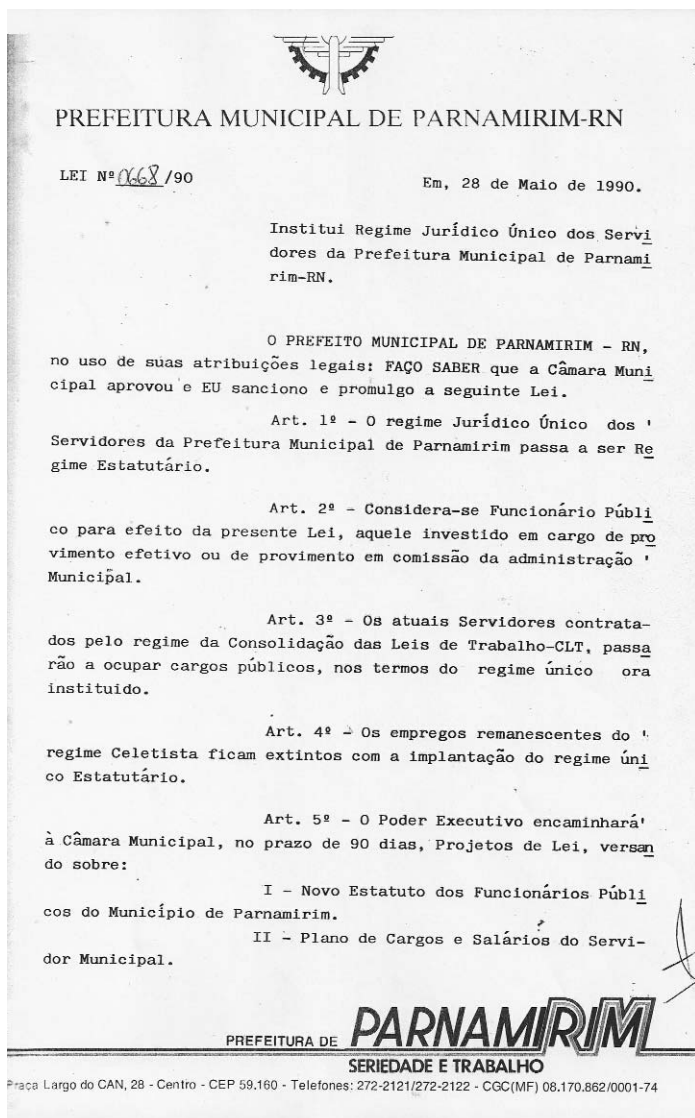 PREFEITURA MUNICIPAL DE PARNAMIRIM-RN
LEI Nº 0668/90
Em, 28 de Maio de 1990.
Institui Regime Jurídico Único dos Servi
dores da Prefeitura Municipal de Parnami
rim-RN.
O PREFEITO MUNICIPAL DE PARNAMIRIM - RN,
no uso de suas atribuições legais: FAÇO SABER que a Câmara Muni
cipal aprovou e EU sanciono e promulgo a seguinte Lei.
Art. 1º - O regime Jurídico Único dos '
Servidores da Prefeitura Municipal de Parnamirim passa a ser Re
gime Estatutário.
Art. 2º - Considera-se Funcionário Públi
co para efeito da presente Lei, aquele investido em cargo de pro
vimento efetivo ou de provimento em comissão da administração '
Municipal.
Art. 3º - Os atuais Servidores contrata-
dos pelo regime da Consolidação das Leis de Trabalho-CLT, passa
rão a ocupar cargos públicos, nos termos do regime único ora
instituído.
Art. 4º - Os empregos remanescentes do '
regime Celetista ficam extintos com a implantação do regime úni
co Estatutário.
Art. 5º - O Poder Executivo encaminhará'
à Câmara Municipal, no prazo de 90 dias, Projetos de Lei, versan
do sobre:
I - Novo Estatuto dos Funcionários Públi
cos do Município de Parnamirim.
II - Plano de Cargos e Salários do Servi-
dor Municipal.
PREFEITURA DE PARNAMIRIM
SERIEDADE E TRABALHO
Praça Largo do CAN, 28 - Centro - CEP 59.160 - Telefones: 272-2121/272-2122 - CGC(MF) 08.170.862/0001-74